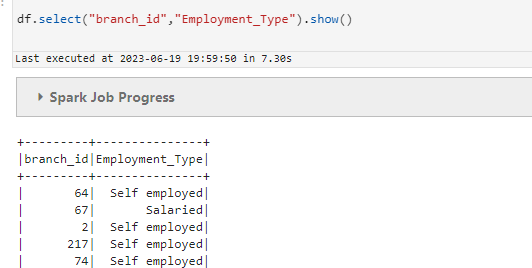 df.select("branch_id","Employment_Type").show()
Last executed at 2023-06-19 19:59:50 in 7.30s
Spark Job Progress
+---------+---------------+
|branch_id|Employment_Type|
+---------+---------------+
|       64|  Self employed|
|       67|       Salaried|
|        2|  Self employed|
|      217|  Self employed|
|       74|  Self employed|